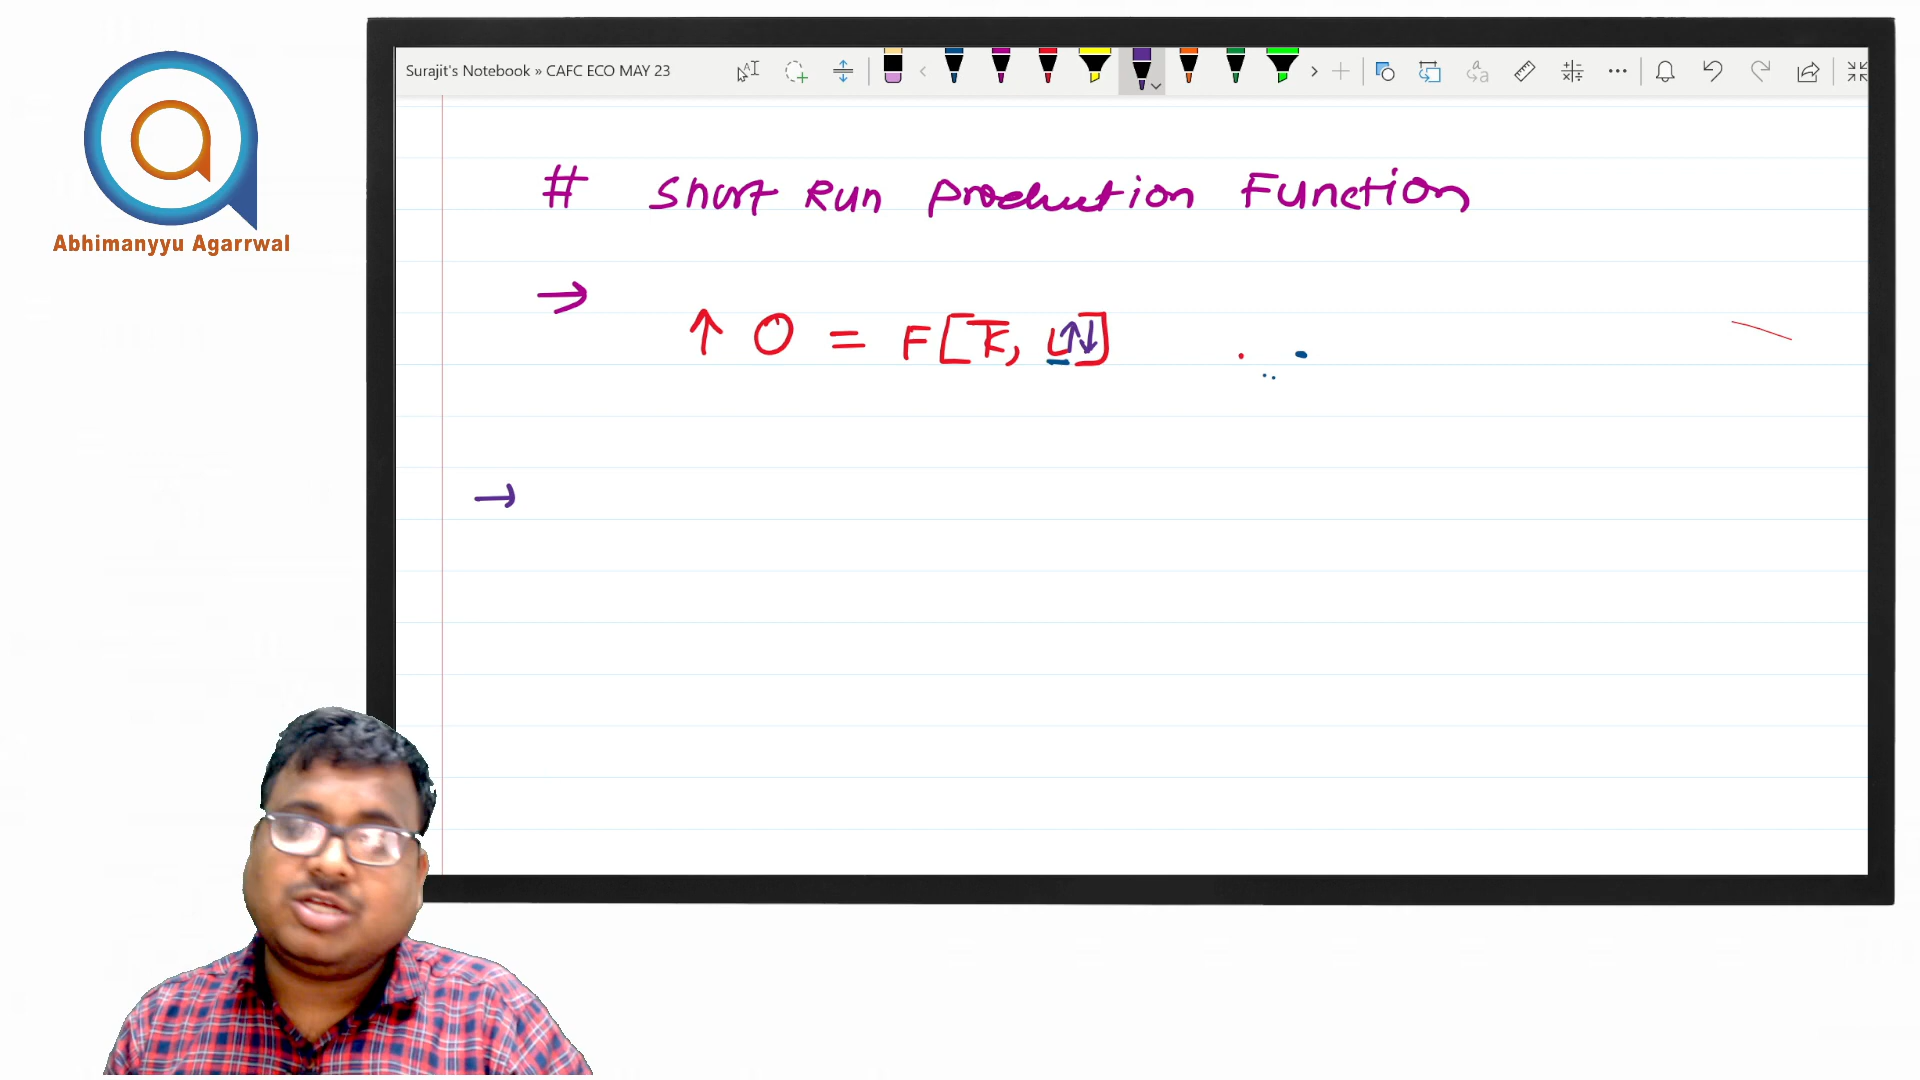 Surajit's Notebook » CAFC ECO MAY 23
Abhimanyyu Agarrwal
# Short Run Production Function
→
↑ O = F[K̅, L↑↓]
→